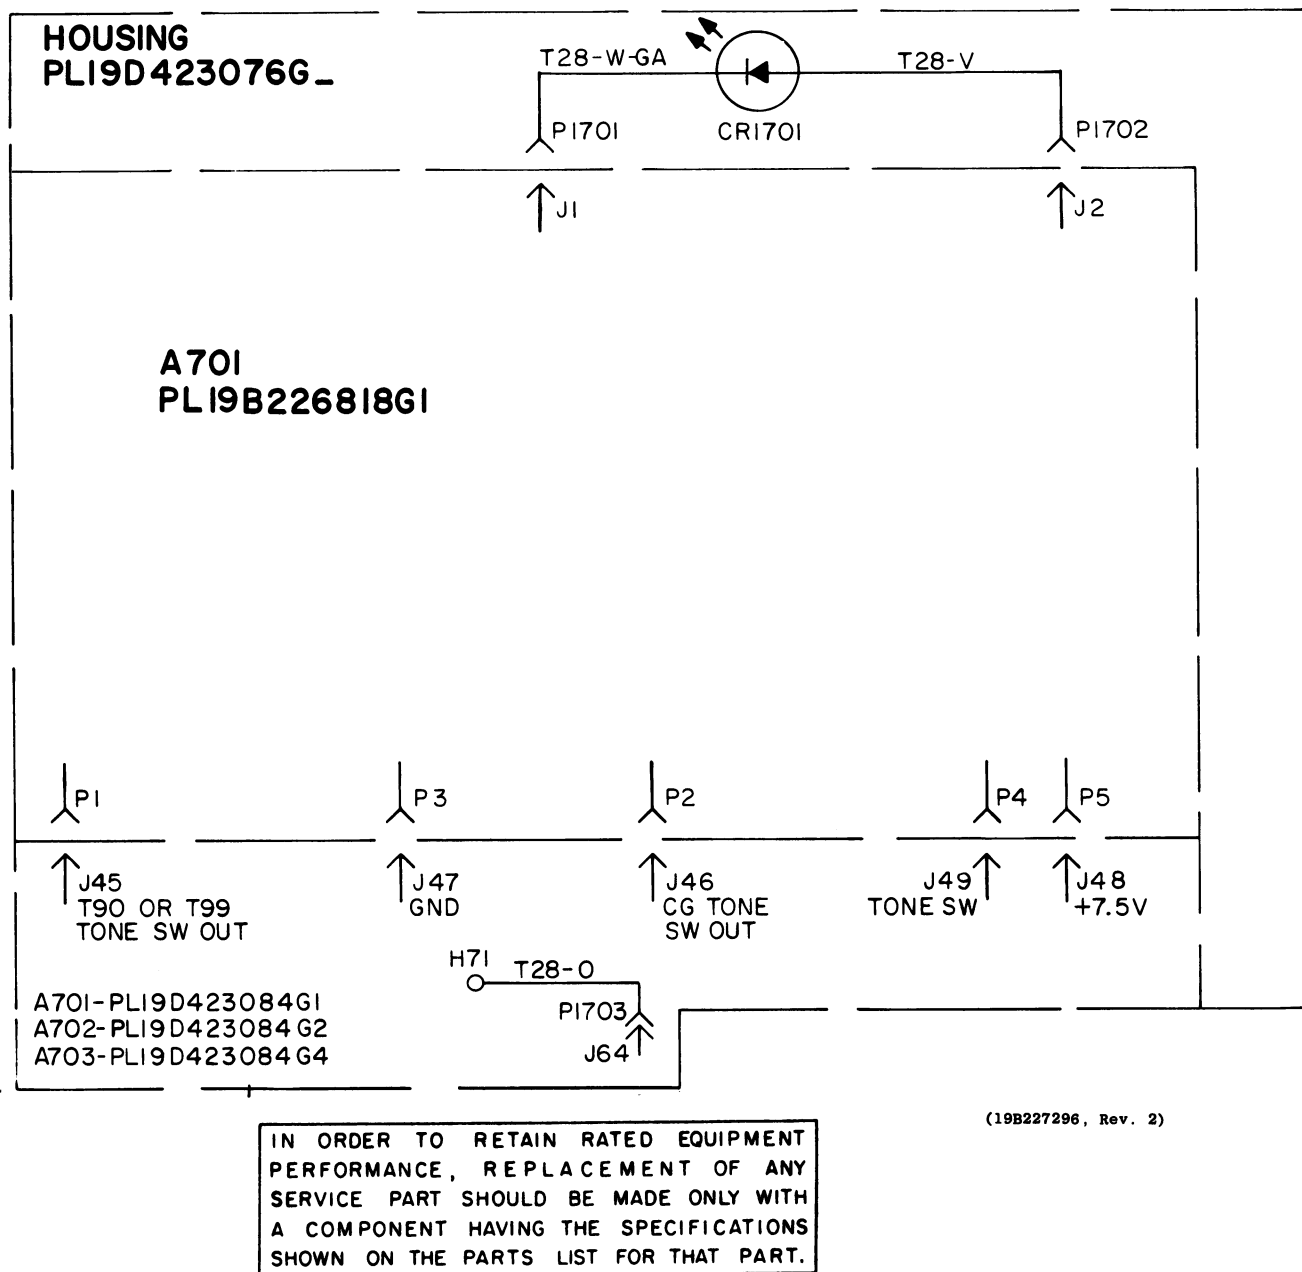 HOUSING
PL19D423076G_
T28-W-GA
T28-V
P1701
CR1701
P1702
J1
J2
A701
PL19B226818G1
P1
P3
P2
P4
P5
J45
T90 OR T99
TONE SW OUT
J47
GND
J46
CG TONE
SW OUT
J49
TONE SW
J48
+7.5V
H71
T28-O
P1703
J64
A701-PL19D423084G1
A702-PL19D423084G2
A703-PL19D423084G4
(19B227296, Rev. 2)
IN ORDER TO RETAIN RATED EQUIPMENT
PERFORMANCE, REPLACEMENT OF ANY
SERVICE PART SHOULD BE MADE ONLY WITH
A COMPONENT HAVING THE SPECIFICATIONS
SHOWN ON THE PARTS LIST FOR THAT PART.